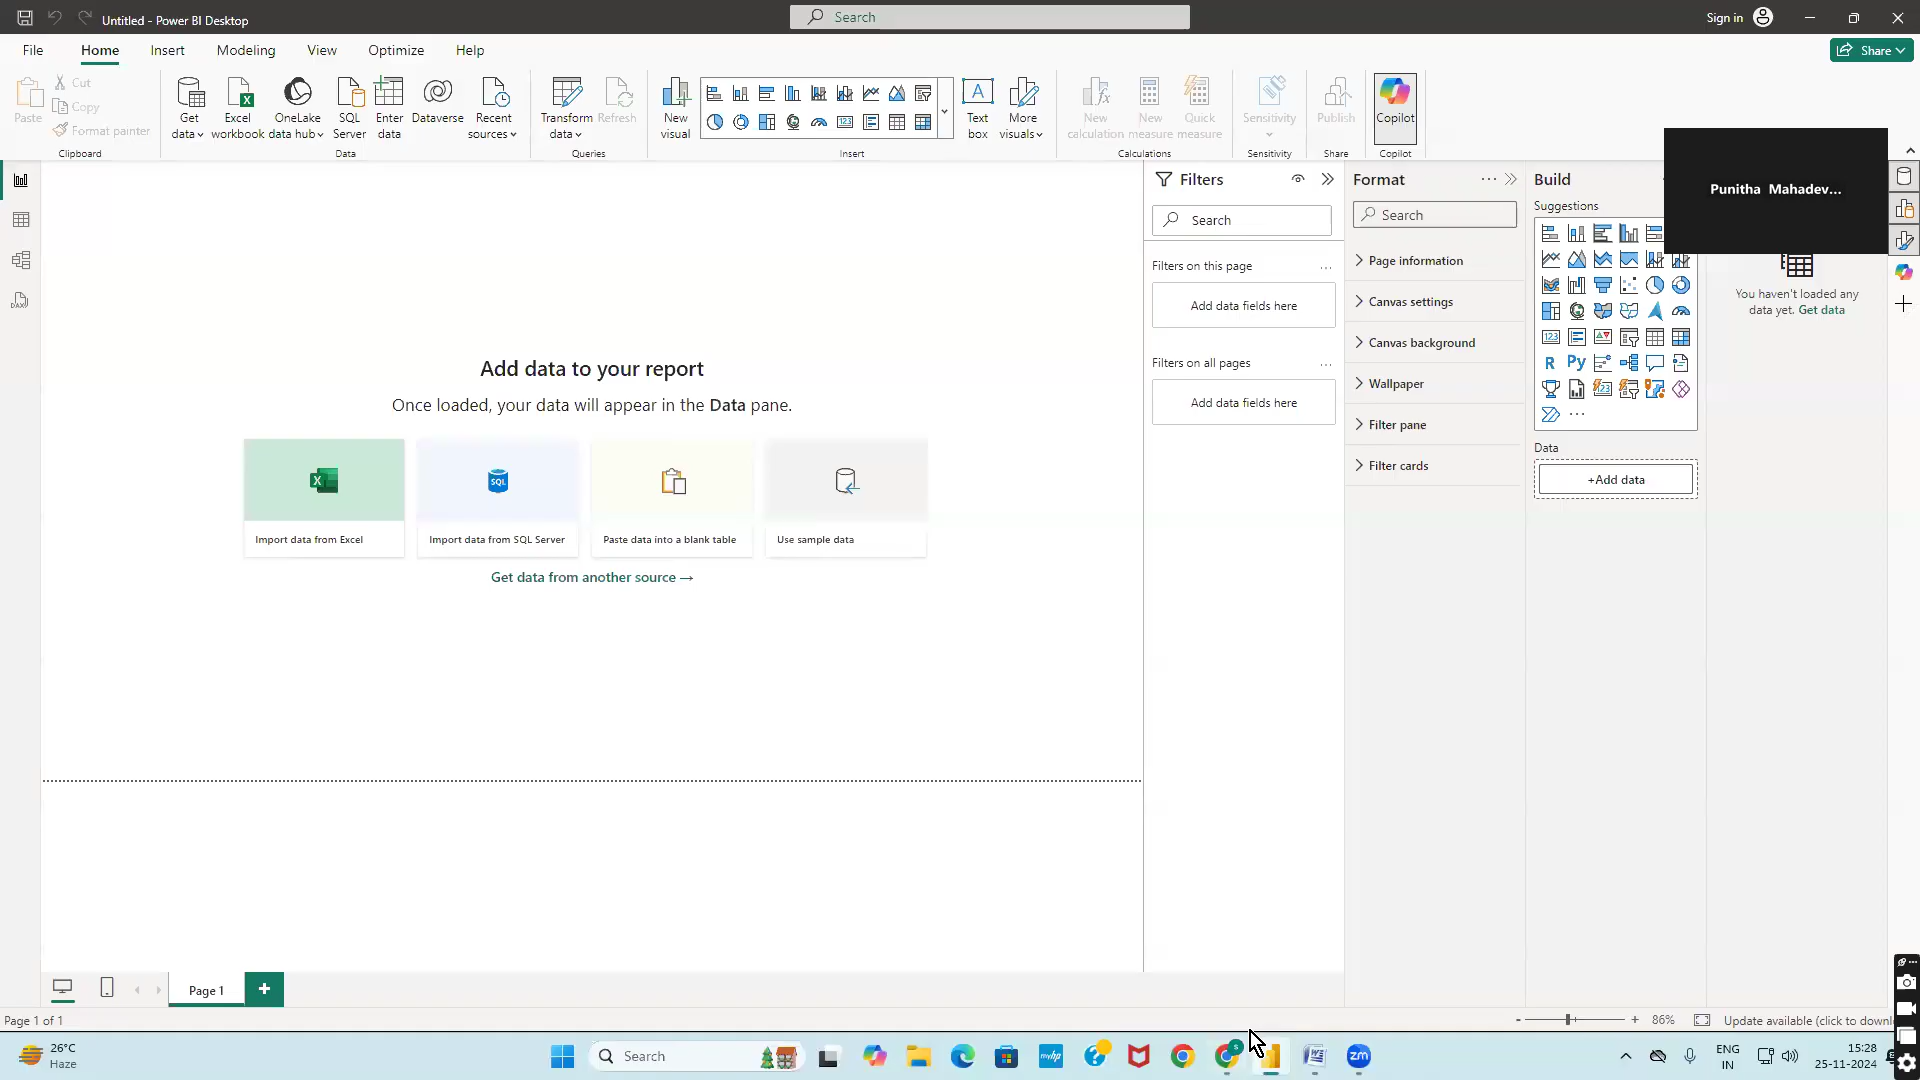 Untitled - Power BI Desktop
Search
Sign in
File
Home
Insert
Modeling
View
Optimize
Help
Share
Paste
Cut
Copy
Format painter
Clipboard
Get data
Excel workbook
OneLake data hub
SQL Server
Enter data
Dataverse
Recent sources
Data
Transform data
Refresh
Queries
New visual
Text box
More visuals
Insert
New calculation
New measure
Quick measure
Calculations
Sensitivity
Sensitivity
Publish
Share
Copilot
Copilot
Punitha Mahadev...
Filters
Search
Filters on this page
Add data fields here
Filters on all pages
Add data fields here
Format
Search
Page information
Canvas settings
Canvas background
Wallpaper
Filter pane
Filter cards
Build
Suggestions
R
Py
123
Data
+Add data
You haven't loaded any
data yet. Get data
Add data to your report
Once loaded, your data will appear in the Data pane.
Import data from Excel
Import data from SQL Server
Paste data into a blank table
Use sample data
Get data from another source →
Page 1
Page 1 of 1
86%
Update available (click to downl
26°C
Haze
Search
ENG
IN
15:28
25-11-2024